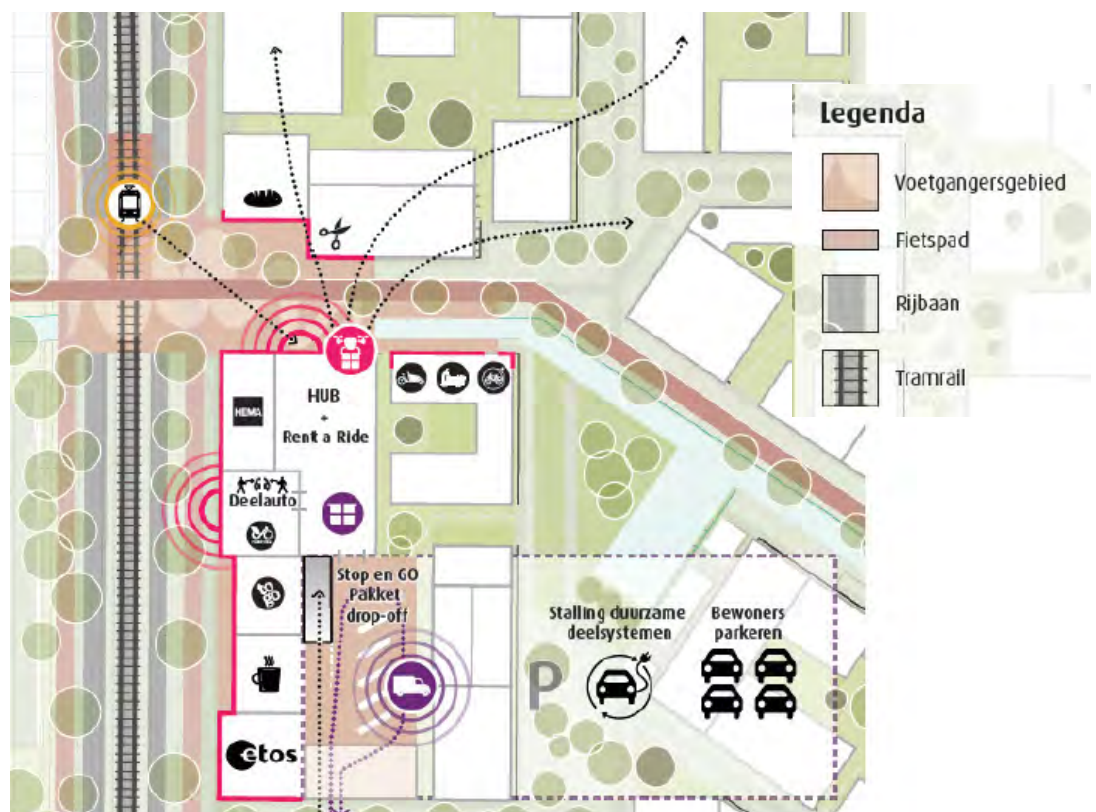 Legenda
Voetgangersgebied
Fietspad
Rijbaan
Tramrail
HEMA
HUB
+
Rent a Ride
Deelauto
Stop en GO
Pakket
drop-off
Stalling duurzame
deelsystemen
Bewoners
parkeren
P
etos